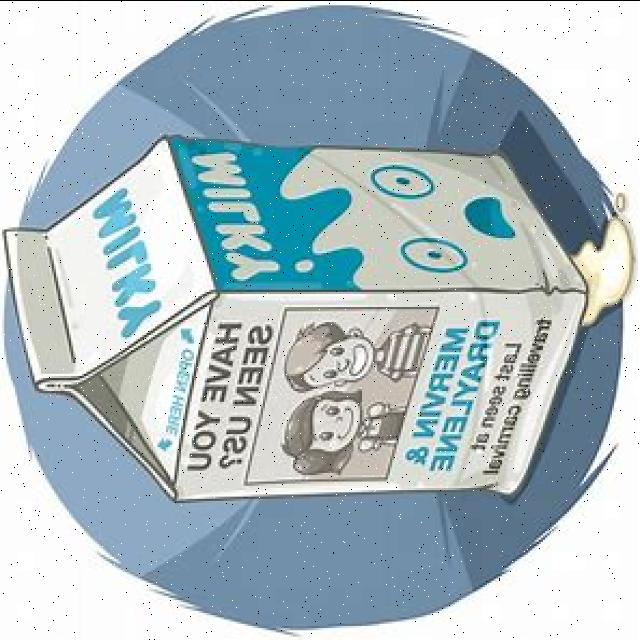 MILKY
MILKY
OPEN HERE
HAVE YOU
SEEN US?
MERVIN &
DRAYLENE
Last seen at
travelling carnival